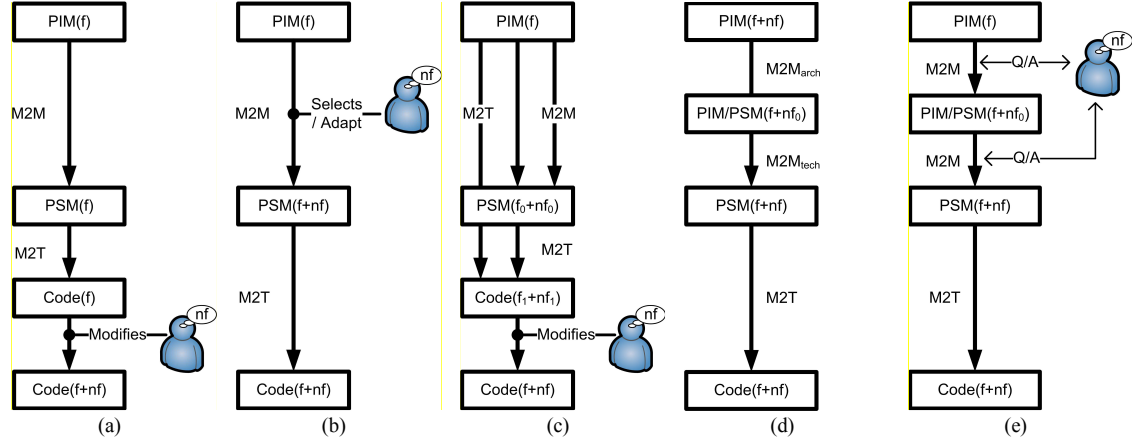 PIM(f)
M2M
PSM(f)
M2T
Code(f)
Modifies
nf
Code(f+nf)
(a)
PIM(f)
M2M
Selects
/ Adapt
nf
PSM(f+nf)
M2T
Code(f+nf)
(b)
PIM(f)
M2T
M2M
PSM(f₀+nf₀)
M2T
Code(f₁+nf₁)
Modifies
nf
Code(f+nf)
(c)
PIM(f+nf)
M2March
PIM/PSM(f+nf₀)
M2Mtech
PSM(f+nf)
M2T
Code(f+nf)
(d)
PIM(f)
M2M
Q/A
nf
PIM/PSM(f+nf₀)
M2M
Q/A
PSM(f+nf)
M2T
Code(f+nf)
(e)